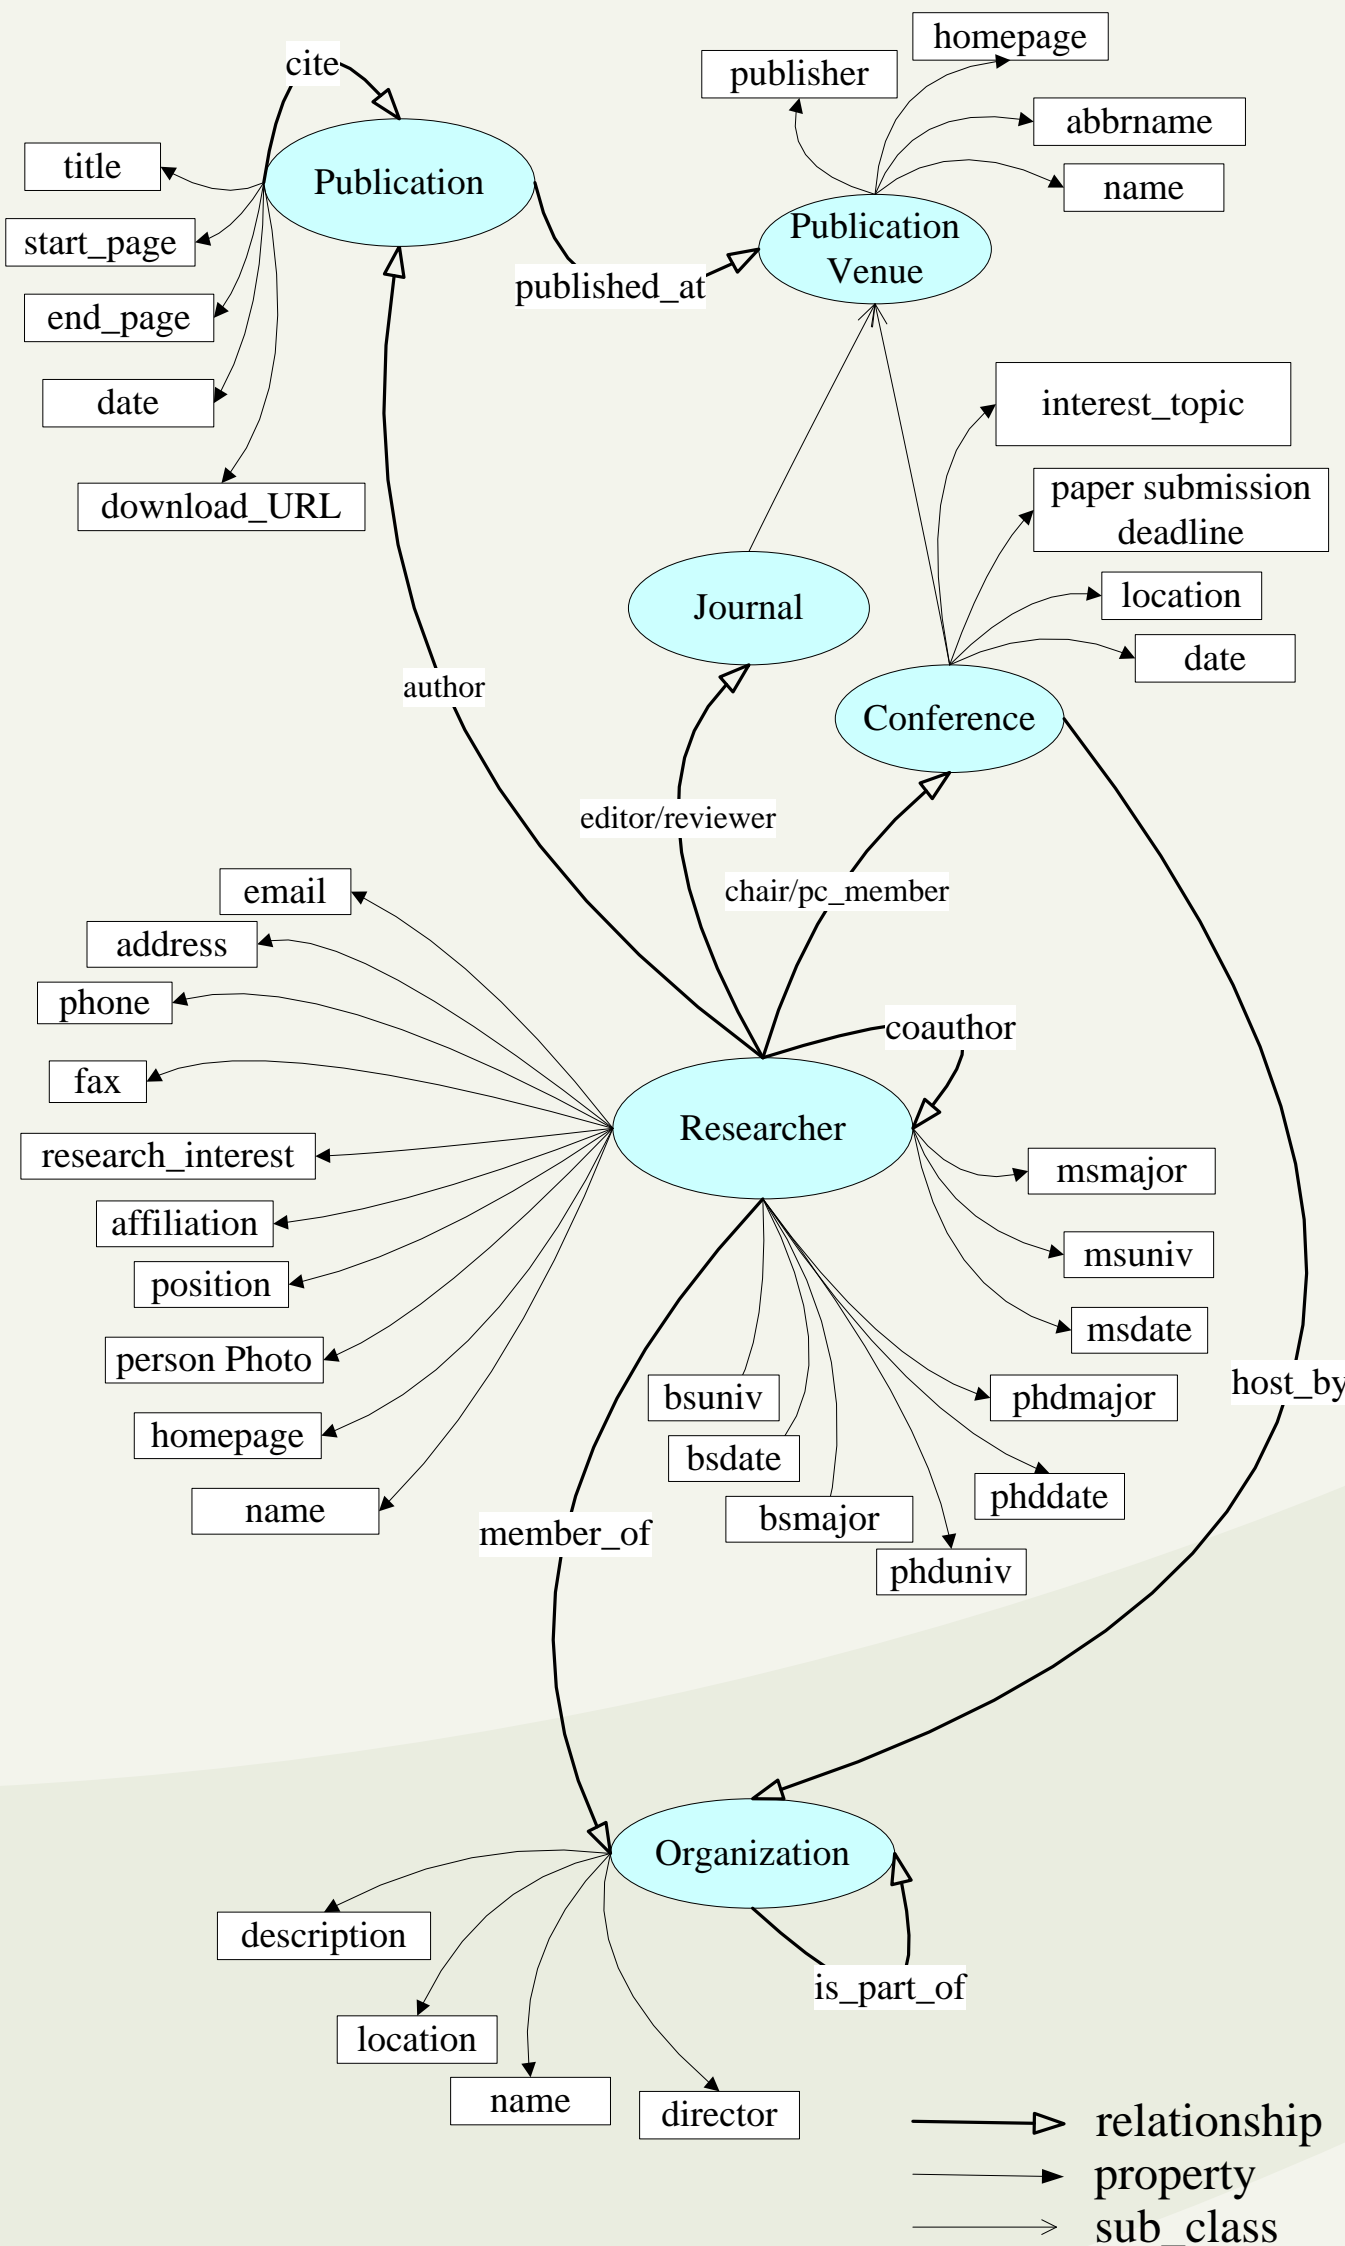 homepage
cite
publisher
abbrname
title
Publication
name
Publication
Venue
start_page
published_at
end_page
date
interest_topic
download_URL
paper submission
deadline
location
Journal
date
author
Conference
editor/reviewer
email
chair/pc_member
address
phone
coauthor
fax
Researcher
research_interest
msmajor
affiliation
msuniv
position
msdate
person Photo
host_by
bsuniv
phdmajor
homepage
bsdate
phddate
name
bsmajor
member_of
phduniv
Organization
description
is_part_of
location
name
director
relationship
property
sub_class